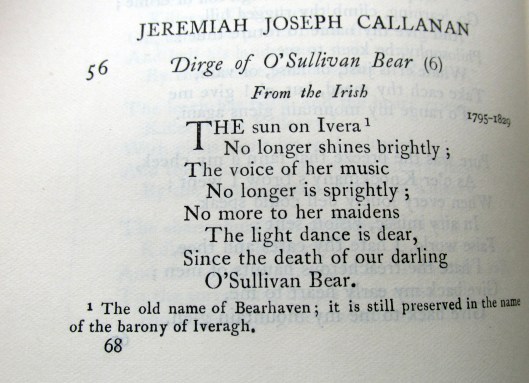 JEREMIAH JOSEPH CALLANAN
56 Dirge of O'Sullivan Bear (6)
From the Irish
1795-1829
THE sun on Ivera¹
No longer shines brightly ;
The voice of her music
No longer is sprightly ;
No more to her maidens
The light dance is dear,
Since the death of our darling
O'Sullivan Bear.
¹ The old name of Bearhaven ; it is still preserved in the name
of the barony of Iveragh.
68